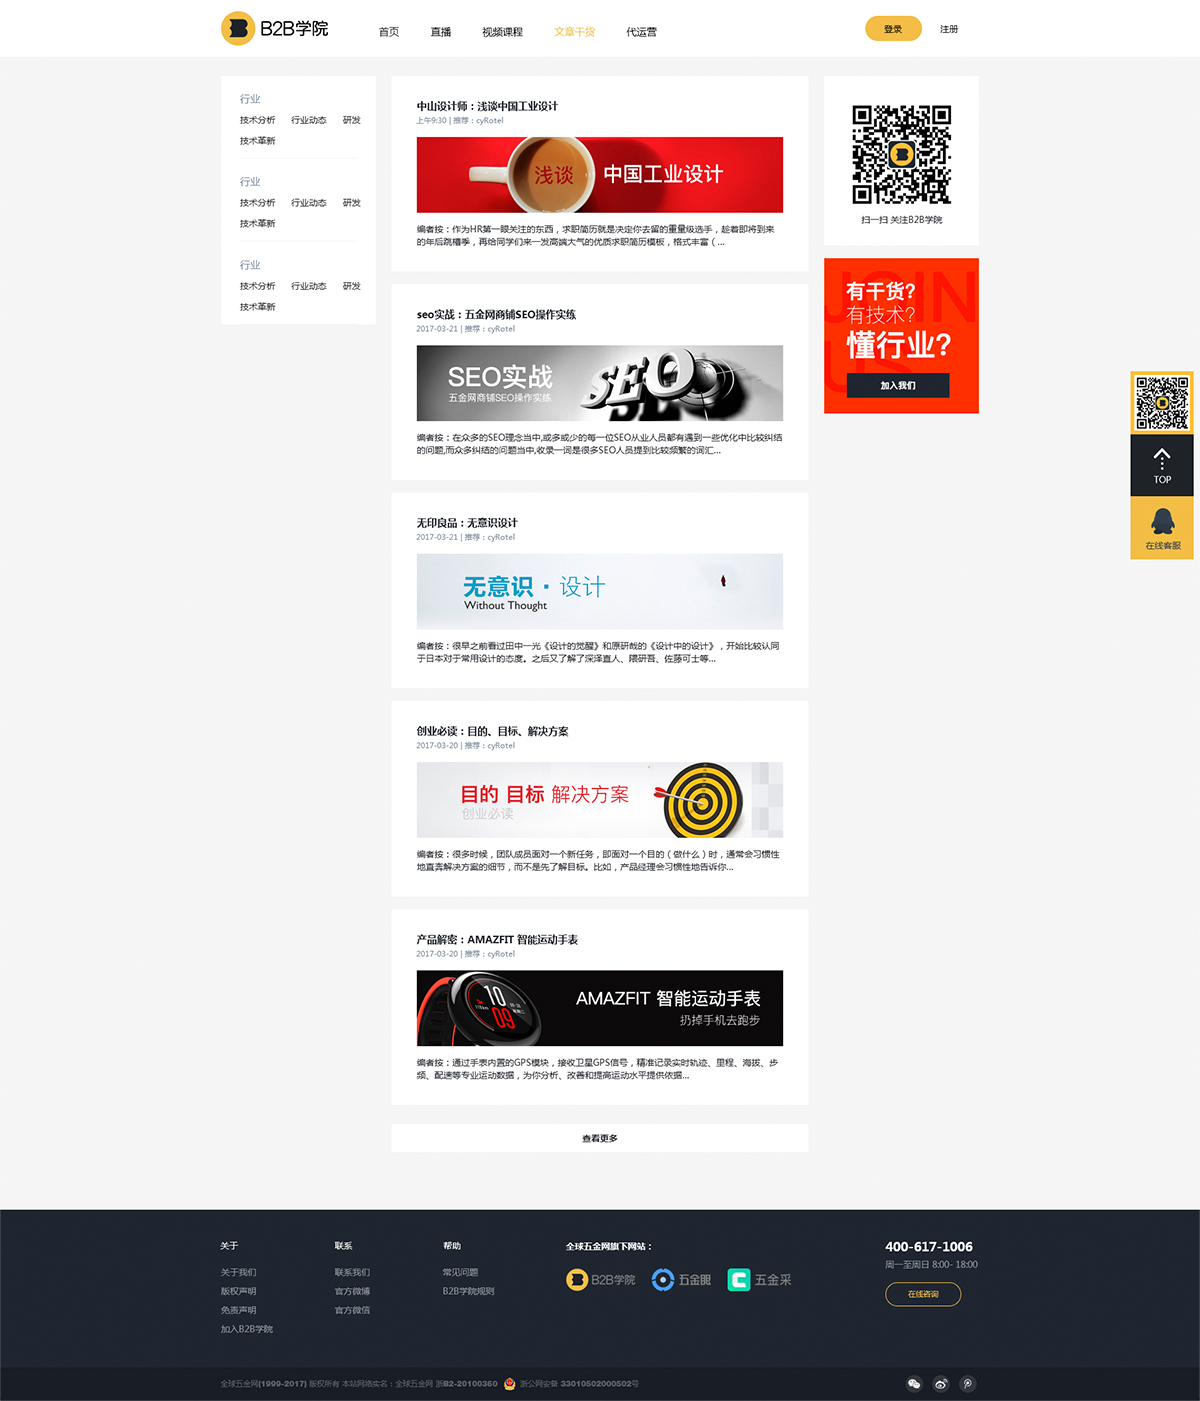 B2B学院
首页 直播 视频课程 文章干货 代运营
登录 注册
行业
技术分析 行业动态 研发
技术革新
行业
技术分析 行业动态 研发
技术革新
行业
技术分析 行业动态 研发
技术革新
中山设计师：浅谈中国工业设计
上午9:30 | 推荐：cyRotel
浅谈 中国工业设计
编者按：作为HR第一眼关注的东西，求职简历就是决定你去留的重量级选手，趁着即将到来
的年后跳槽季，再给同学们来一发高端大气的优质求职简历模板，格式丰富（...
seo实战：五金网商铺SEO操作实练
2017-03-21 | 推荐：cyRotel
SEO实战
五金网商铺SEO操作实练
SEO
编者按：在众多的SEO理念当中,或多或少的每一位SEO从业人员都有遇到一些优化中比较纠结
的问题,而众多纠结的问题当中,收录一词是很多SEO人员提到比较频繁的词汇...
无印良品：无意识设计
2017-03-21 | 推荐：cyRotel
无意识 · 设计
Without Thought
编者按：很早之前看过田中一光《设计的觉醒》和原研哉的《设计中的设计》，开始比较认同
于日本对于常用设计的态度。之后又了解了深泽直人、隈研吾、佐藤可士等...
创业必读：目的、目标、解决方案
2017-03-20 | 推荐：cyRotel
目的 目标 解决方案
创业必读
编者按：很多时候，团队成员面对一个新任务，即面对一个目的（做什么）时，通常会习惯性
地直奔解决方案的细节，而不是先了解目标。比如，产品经理会习惯性地告诉你...
产品解密：AMAZFIT 智能运动手表
2017-03-20 | 推荐：cyRotel
10
09
AMAZFIT 智能运动手表
扔掉手机去跑步
编者按：通过手表内置的GPS模块，接收卫星GPS信号，精准记录实时轨迹、里程、海拔、步
频、配速等专业运动数据，为你分析、改善和提高运动水平提供依据...
查看更多
扫一扫 关注B2B学院
JOIN
US
有干货?
有技术?
懂行业?
加入我们
TOP
在线客服
关于
关于我们
版权声明
免责声明
加入B2B学院
联系
联系我们
官方微博
官方微信
帮助
常见问题
B2B学院规则
全球五金网旗下网站：
B2B学院 五金眼 五金采
400-617-1006
周一至周日 8:00- 18:00
在线咨询
全球五金网(1999-2017) 版权所有 本站网络实名：全球五金网 浙B2-20100360 浙公网安备 33010502000502号